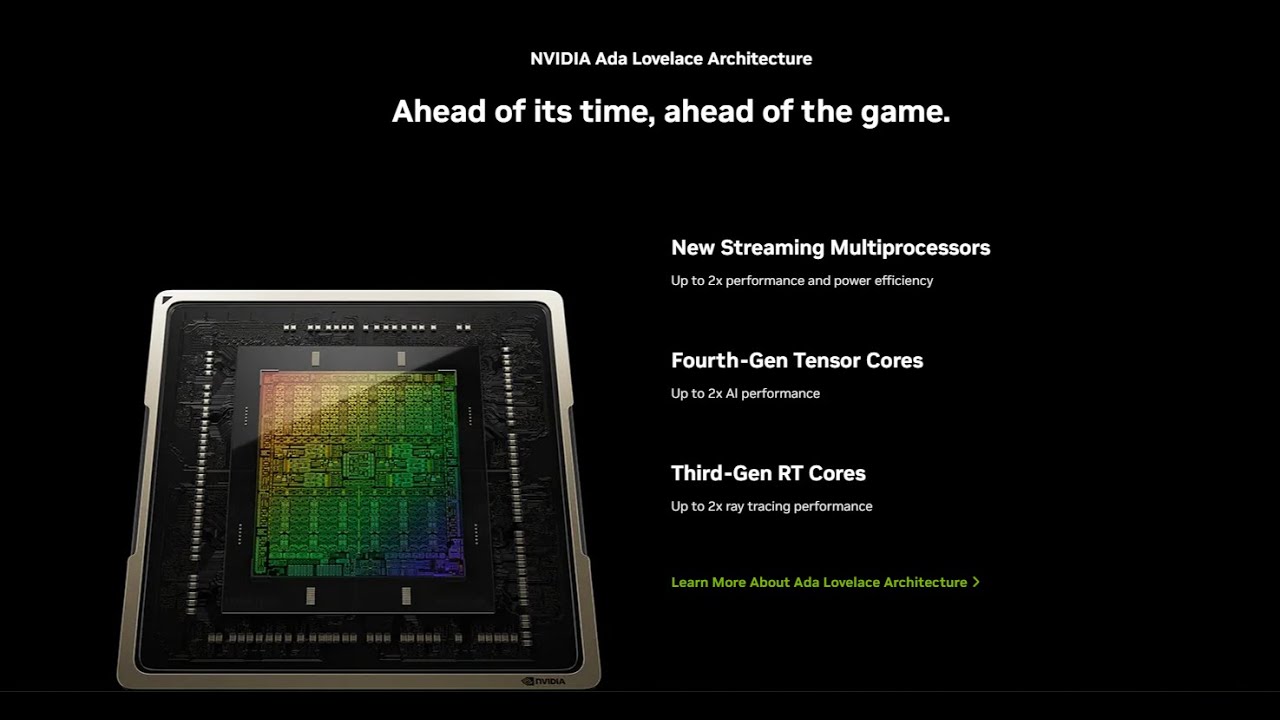 NVIDIA Ada Lovelace Architecture
Ahead of its time, ahead of the game.
New Streaming Multiprocessors
Up to 2x performance and power efficiency
Fourth-Gen Tensor Cores
Up to 2x AI performance
Third-Gen RT Cores
Up to 2x ray tracing performance
Learn More About Ada Lovelace Architecture >
NVIDIA